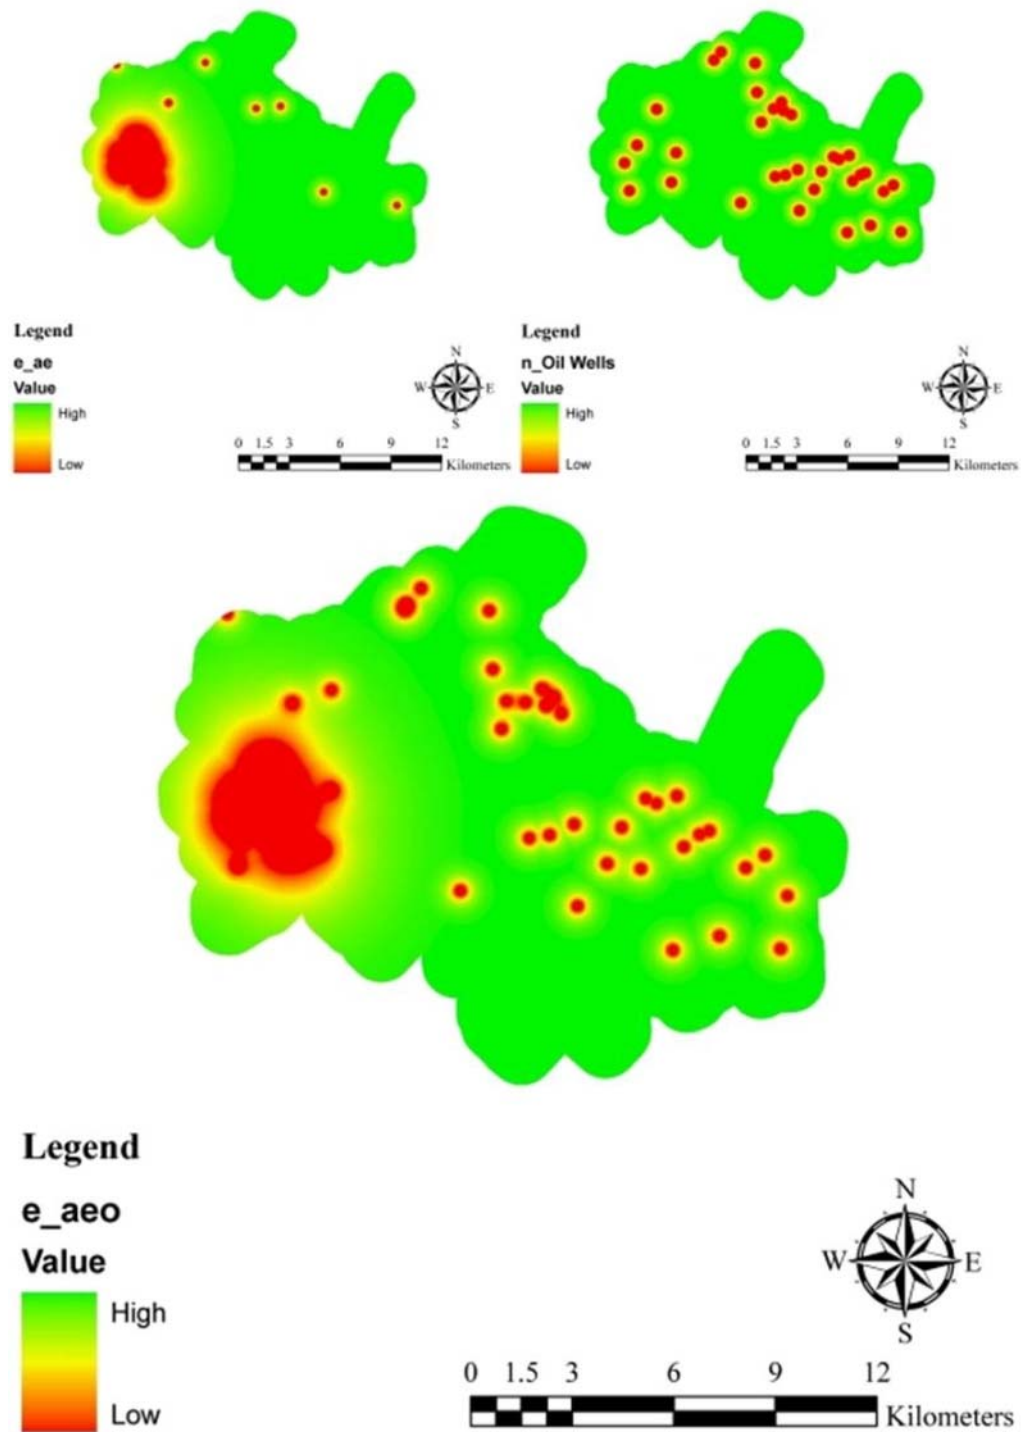 Legend
e_ae
Value
High
Low
N
W E
S
0 1.5 3 6 9 12
Kilometers
Legend
n_Oil Wells
Value
High
Low
N
W E
S
0 1.5 3 6 9 12
Kilometers
Legend
e_aeo
Value
High
Low
N
W E
S
0 1.5 3 6 9 12
Kilometers